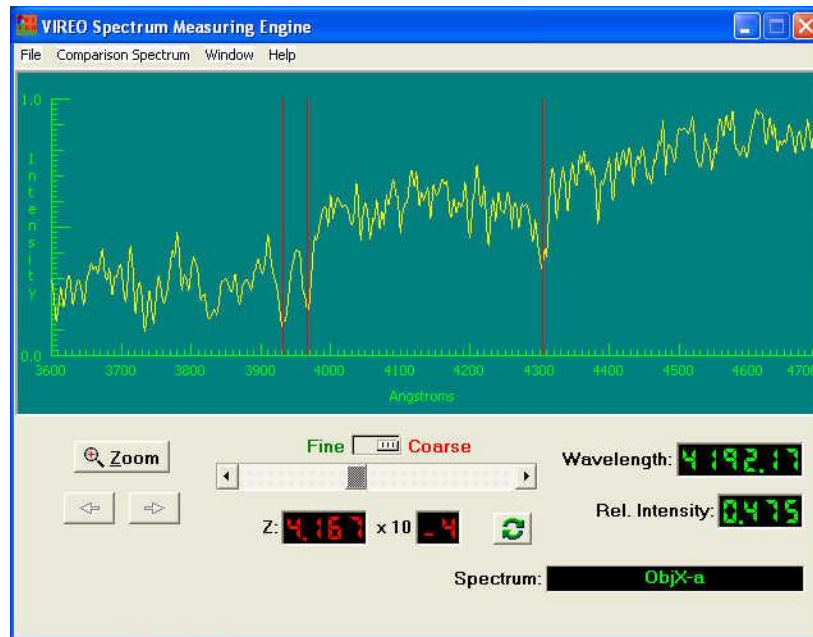 VIREO Spectrum Measuring Engine
File Comparison Spectrum Window Help
1.0
Intensity
0.0
3600 3700 3800 3900 4000 4100 4200 4300 4400 4500 4600 4700
Angstroms
Zoom
Fine Coarse
Wavelength: 4192.17
Rel. Intensity: 0.475
Z: 4.167 x 10 -4
Spectrum: ObjX-a